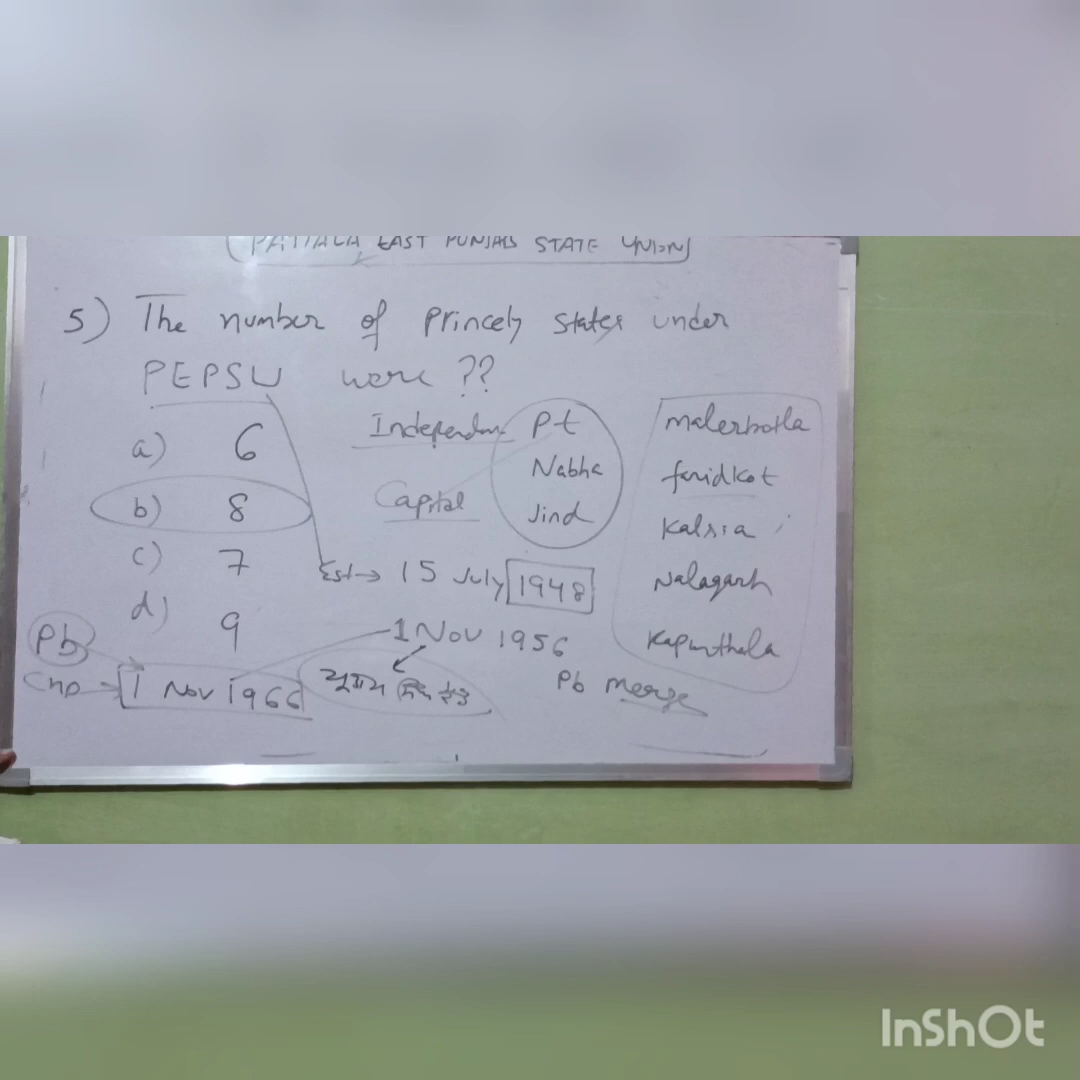 PATIALA EAST PUNJAB STATE UNION
5) The number of Princely states under
PEPSU were ??
a) 6
b) 8
c) 7
d) 9
Independen
Capital
Pt
Nabha
Jind
malerkotla
faridkot
Kalsia
Nalagarh
Kapurthala
Est → 15 July 1948
1 Nov 1956
Pb merge
Pb
CHD → 1 Nov 1966
InShOt